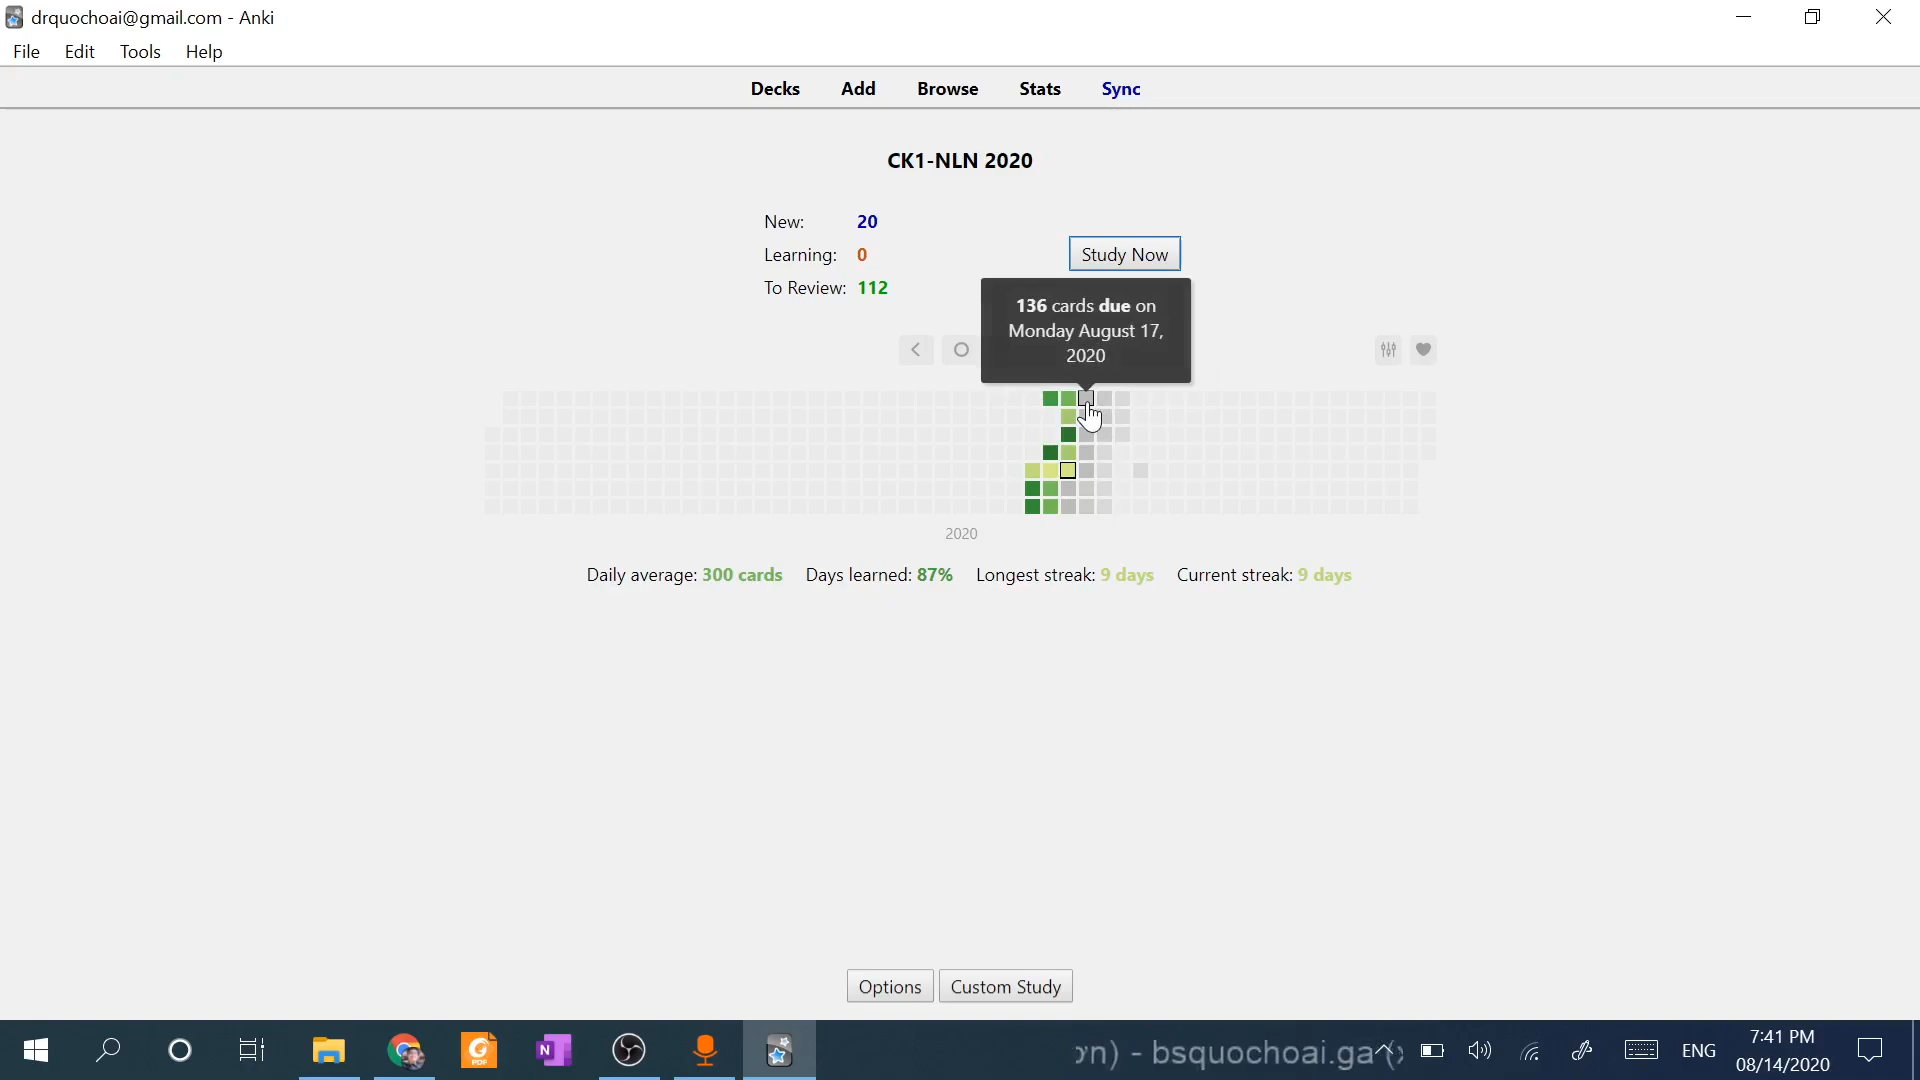 drquochoai@gmail.com - Anki
File Edit Tools Help
Decks Add Browse Stats Sync
CK1-NLN 2020
New: 20
Learning: 0
Study Now
To Review: 112
136 cards due on
Monday August 17,
2020
2020
Daily average: 300 cards Days learned: 87% Longest streak: 9 days Current streak: 9 days
Options Custom Study
- bsquochoai.ga
ENG
7:41 PM
08/14/2020